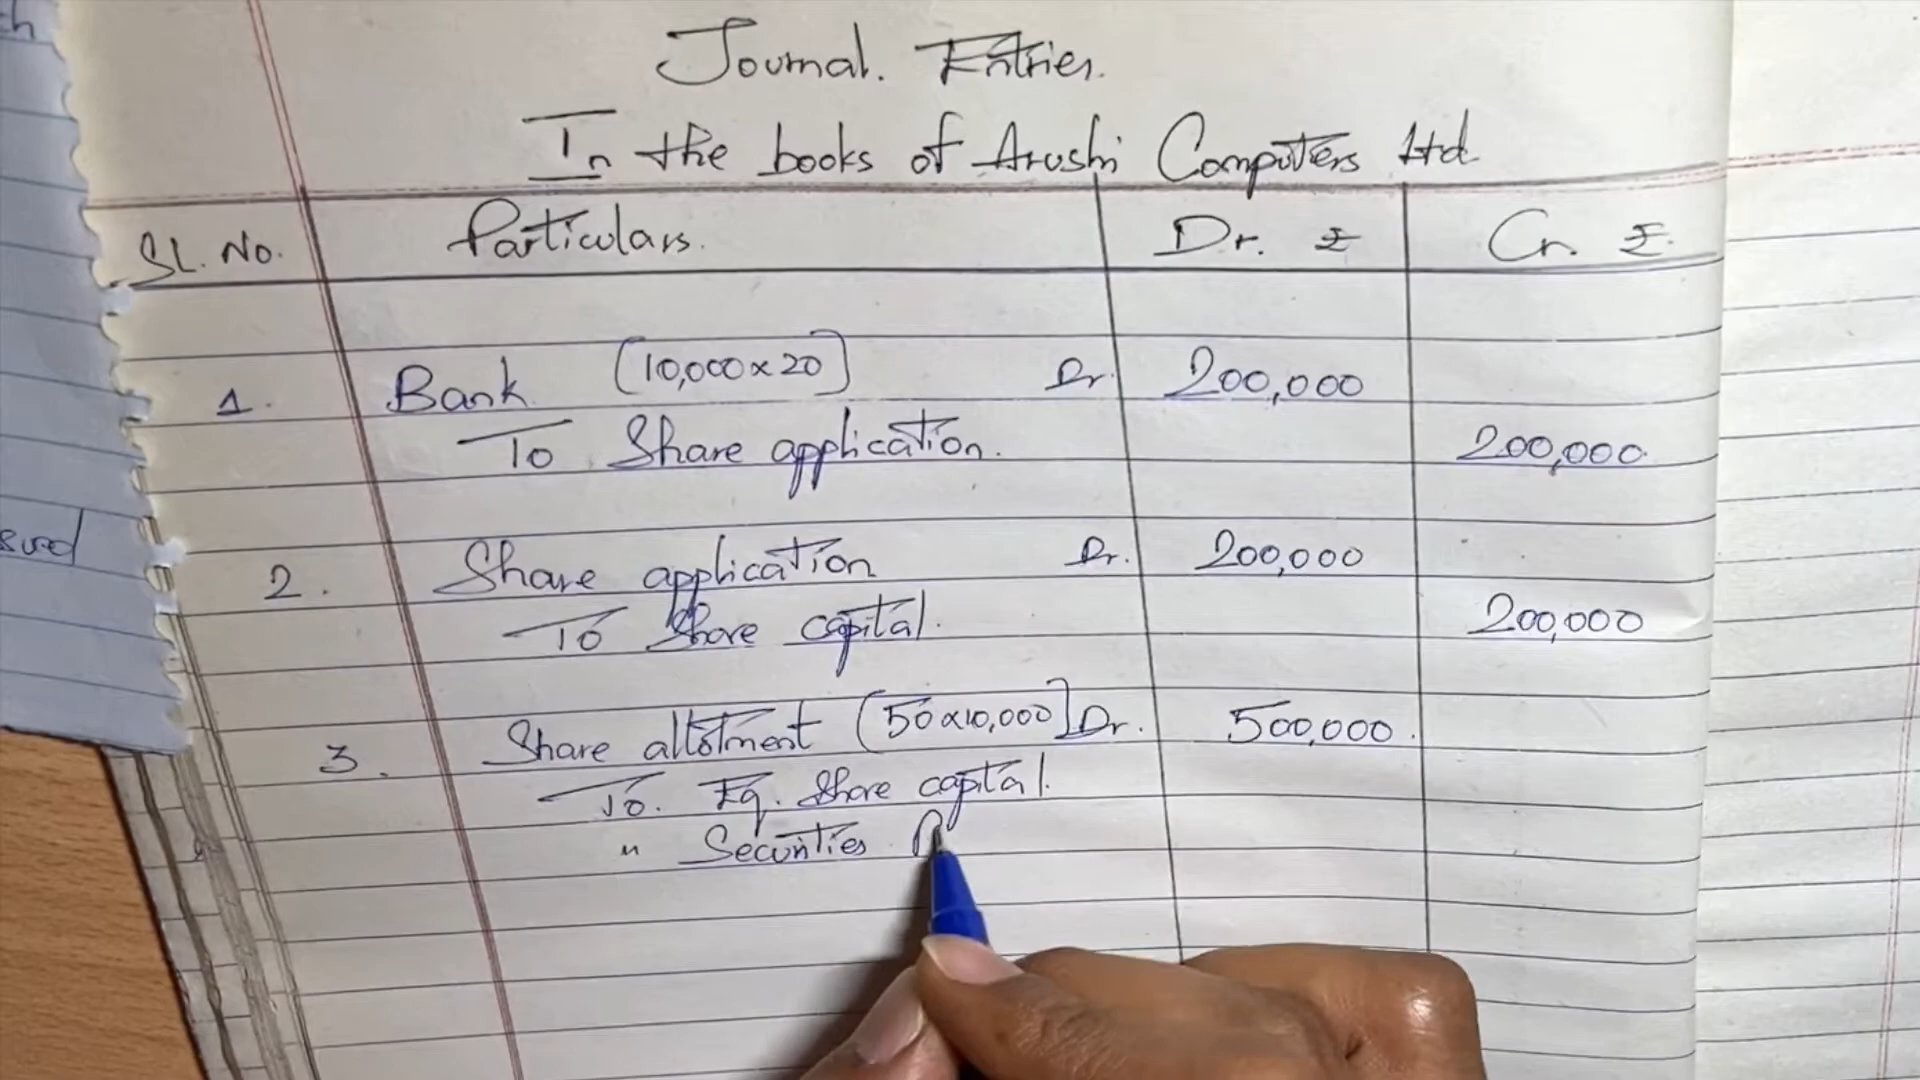 Journal. Entries.
In the books of Arushi Computers Ltd
SL. No. Particulars. Dr. ₹ Cr. ₹.
1. Bank [10,000 x 20] Dr. 200,000
To Share application. 200,000.
2. Share application Dr. 200,000
To Share capital. 200,000
3. Share allotment (50x10,000] Dr. 500,000.
To. Eq. Share capital.
" Securities